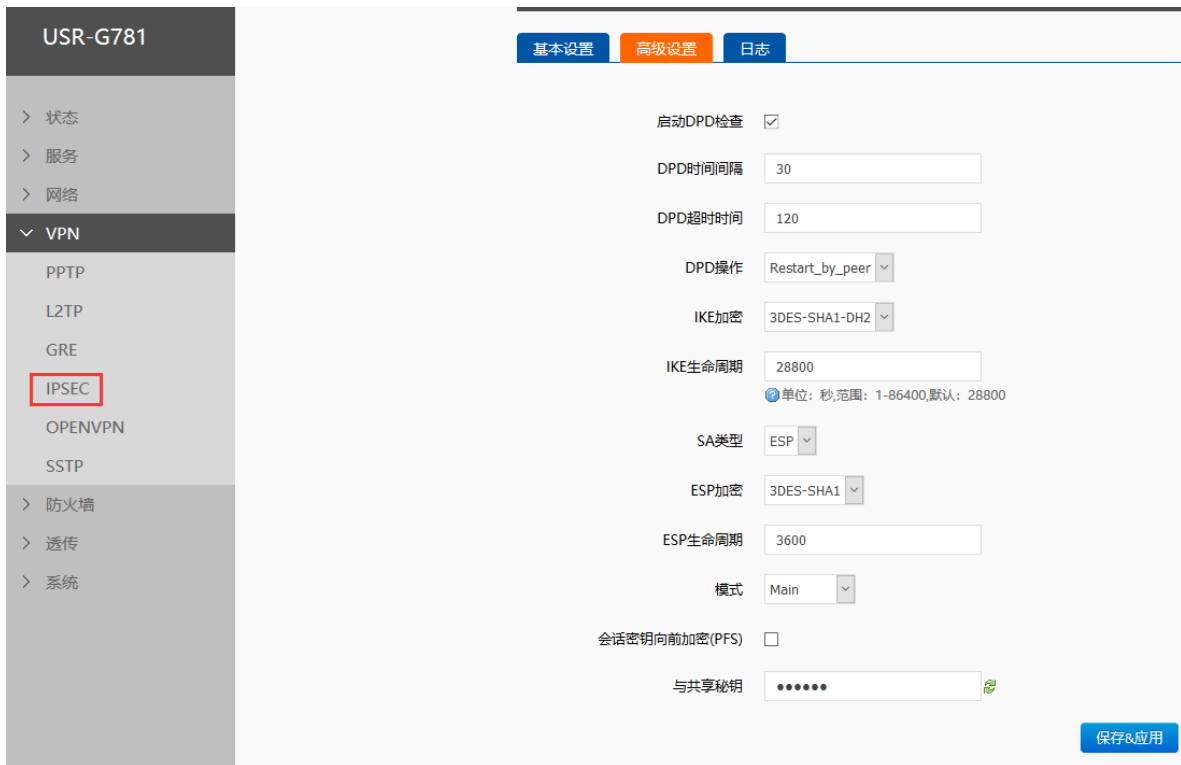 USR-G781
状态
服务
网络
VPN
PPTP
L2TP
GRE
IPSEC
OPENVPN
SSTP
防火墙
透传
系统
基本设置 高级设置 日志
启动DPD检查
DPD时间间隔 30
DPD超时时间 120
DPD操作 Restart_by_peer
IKE加密 3DES-SHA1-DH2
IKE生命周期 28800
单位：秒,范围：1-86400,默认：28800
SA类型 ESP
ESP加密 3DES-SHA1
ESP生命周期 3600
模式 Main
会话密钥向前加密(PFS)
与共享秘钥 ●●●●●●
保存&应用